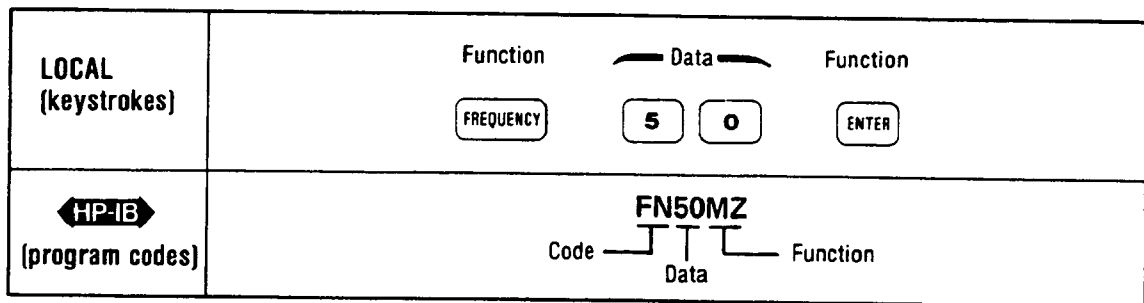 LOCAL
(keystrokes)
Function Data Function
FREQUENCY 5 0 ENTER
HP-IB
(program codes)
FN50MZ
Code Function
Data